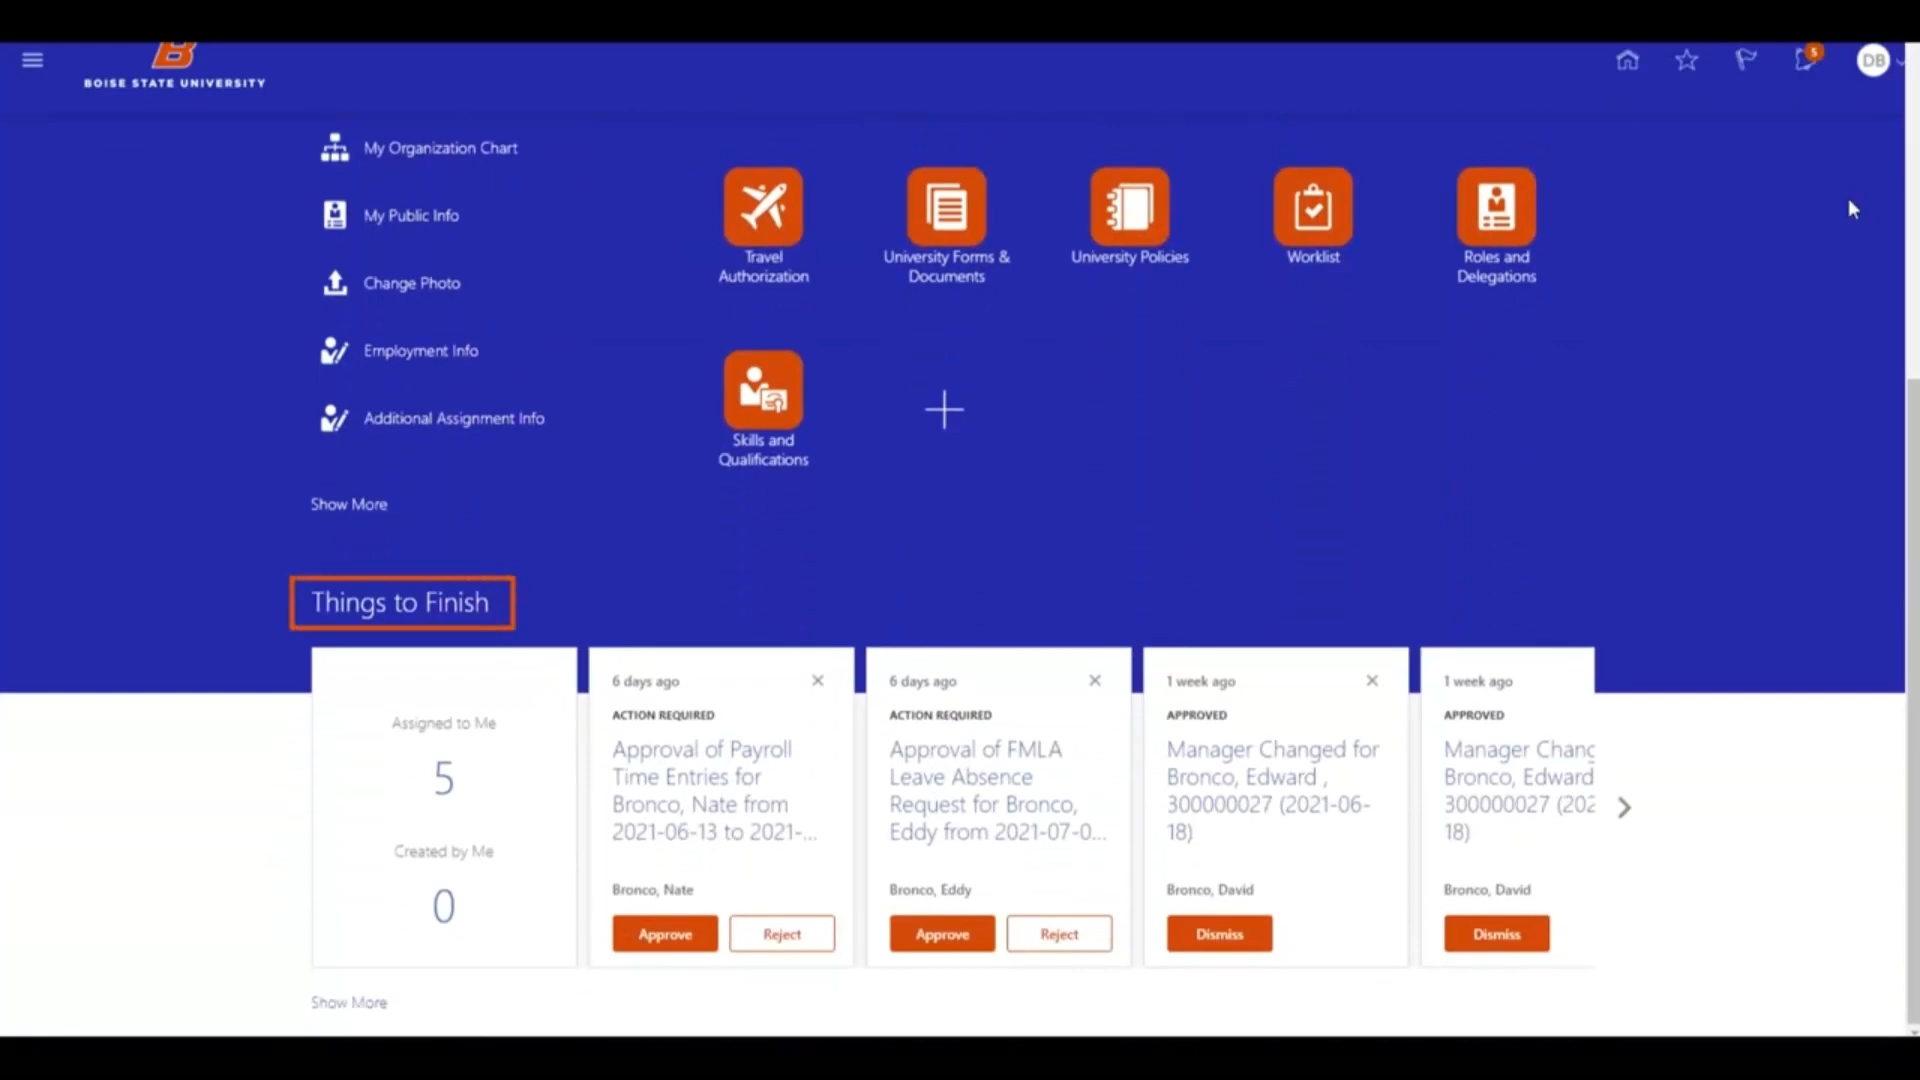 B
BOISE STATE UNIVERSITY
5
DB
My Organization Chart
My Public Info
Change Photo
Employment Info
Additional Assignment Info
Show More
Travel
Authorization
University Forms &
Documents
University Policies
Worklist
Roles and
Delegations
Skills and
Qualifications
Things to Finish
Assigned to Me
5
Created by Me
0
6 days ago
ACTION REQUIRED
Approval of Payroll
Time Entries for
Bronco, Nate from
2021-06-13 to 2021-...
Bronco, Nate
Approve
Reject
6 days ago
ACTION REQUIRED
Approval of FMLA
Leave Absence
Request for Bronco,
Eddy from 2021-07-0...
Bronco, Eddy
Approve
Reject
1 week ago
APPROVED
Manager Changed for
Bronco, Edward ,
300000027 (2021-06-
18)
Bronco, David
Dismiss
1 week ago
APPROVED
Manager Chang
Bronco, Edward
300000027 (202
18)
Bronco, David
Dismiss
Show More